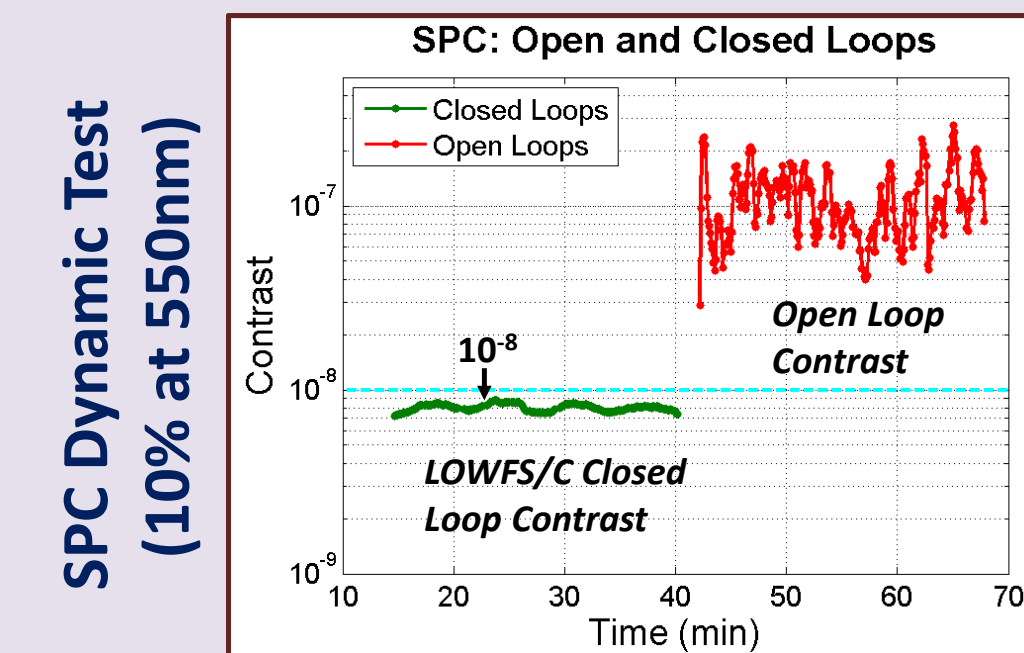 SPC Dynamic Test
(10% at 550nm)
SPC: Open and Closed Loops
Closed Loops
Open Loops
10-7
10-8
Open Loop
Contrast
10-8
LOWFS/C Closed
Loop Contrast
10-9
Contrast
10 20 30 40 50 60 70
Time (min)